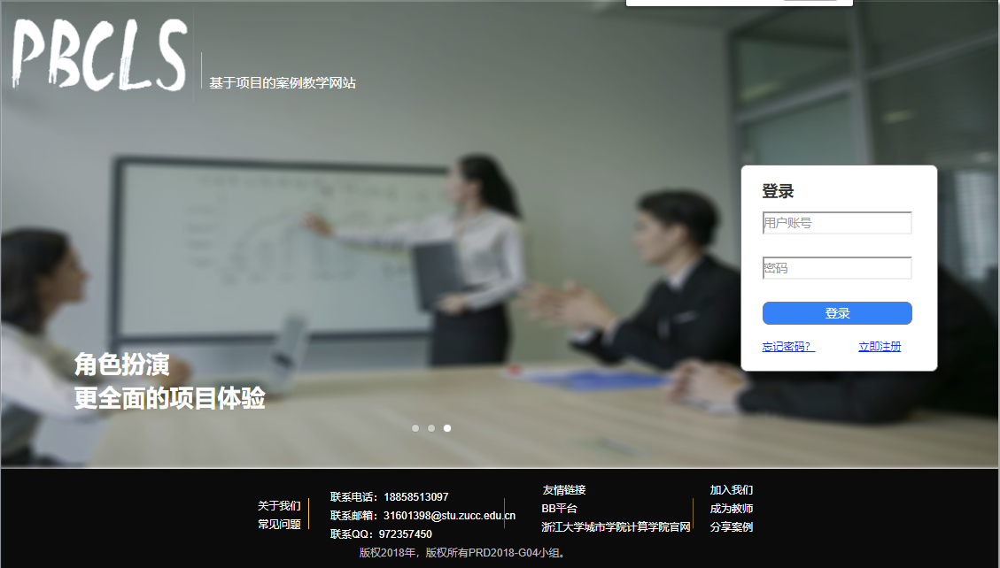 PBCLS
基于项目的案例教学网站
登录
用户账号
密码
登录
忘记密码?
立即注册
角色扮演
更全面的项目体验
关于我们
常见问题
联系电话：18858513097
联系邮箱：31601398@stu.zucc.edu.cn
联系QQ：972357450
友情链接
BB平台
浙江大学城市学院计算学院官网
加入我们
成为教师
分享案例
版权2018年，版权所有PRD2018-G04小组。